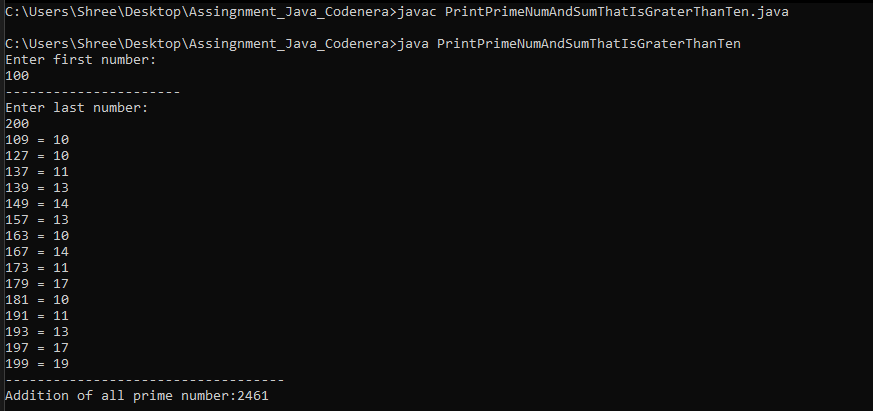 C:\Users\Shree\Desktop\Assingnment_Java_Codenera>javac PrintPrimeNumAndSumThatIsGraterThanTen.java
C:\Users\Shree\Desktop\Assingnment_Java_Codenera>java PrintPrimeNumAndSumThatIsGraterThanTen
Enter first number:
100
----------------------
Enter last number:
200
109 = 10
127 = 10
137 = 11
139 = 13
149 = 14
157 = 13
163 = 10
167 = 14
173 = 11
179 = 17
181 = 10
191 = 11
193 = 13
197 = 17
199 = 19
-----------------------------------
Addition of all prime number:2461